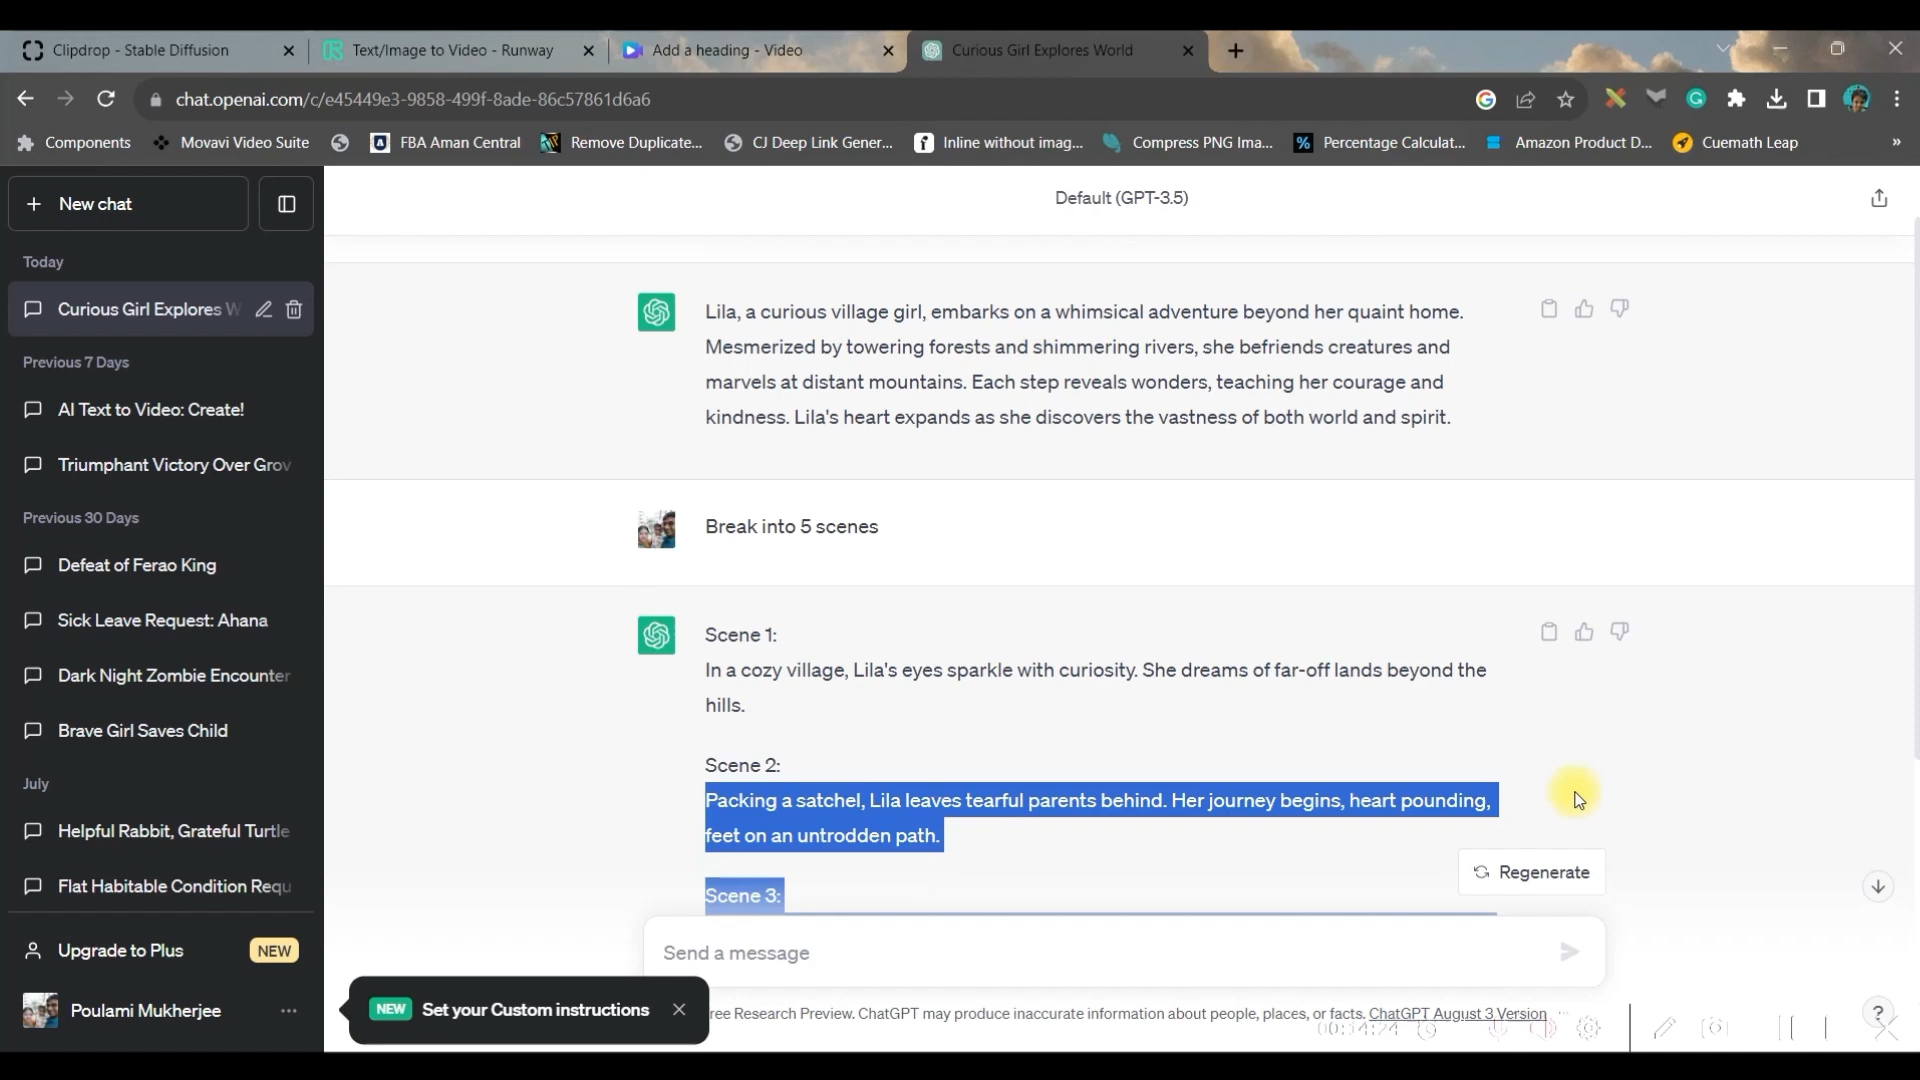 Clipdrop - Stable Diffusion
Text/Image to Video - Runway
Add a heading - Video
Curious Girl Explores World
chat.openai.com/c/e45449e3-9858-499f-8ade-86c57861d6a6
Components
Movavi Video Suite
FBA Aman Central
Remove Duplicate...
CJ Deep Link Gener...
Inline without imag...
Compress PNG Ima...
Percentage Calculat...
Amazon Product D...
Cuemath Leap
»
New chat
Default (GPT-3.5)
Today
Curious Girl Explores W
Previous 7 Days
AI Text to Video: Create!
Triumphant Victory Over Grov
Previous 30 Days
Defeat of Ferao King
Sick Leave Request: Ahana
Dark Night Zombie Encounter
Brave Girl Saves Child
July
Helpful Rabbit, Grateful Turtle
Flat Habitable Condition Requ
Upgrade to Plus
NEW
Poulami Mukherjee
Lila, a curious village girl, embarks on a whimsical adventure beyond her quaint home.
Mesmerized by towering forests and shimmering rivers, she befriends creatures and
marvels at distant mountains. Each step reveals wonders, teaching her courage and
kindness. Lila's heart expands as she discovers the vastness of both world and spirit.
Break into 5 scenes
Scene 1:
In a cozy village, Lila's eyes sparkle with curiosity. She dreams of far-off lands beyond the
hills.
Scene 2:
Packing a satchel, Lila leaves tearful parents behind. Her journey begins, heart pounding,
feet on an untrodden path.
Scene 3:
Regenerate
Send a message
NEW Set your Custom instructions
ree Research Preview. ChatGPT may produce inaccurate information about people, places, or facts. ChatGPT August 3 Version
?
00:14:24